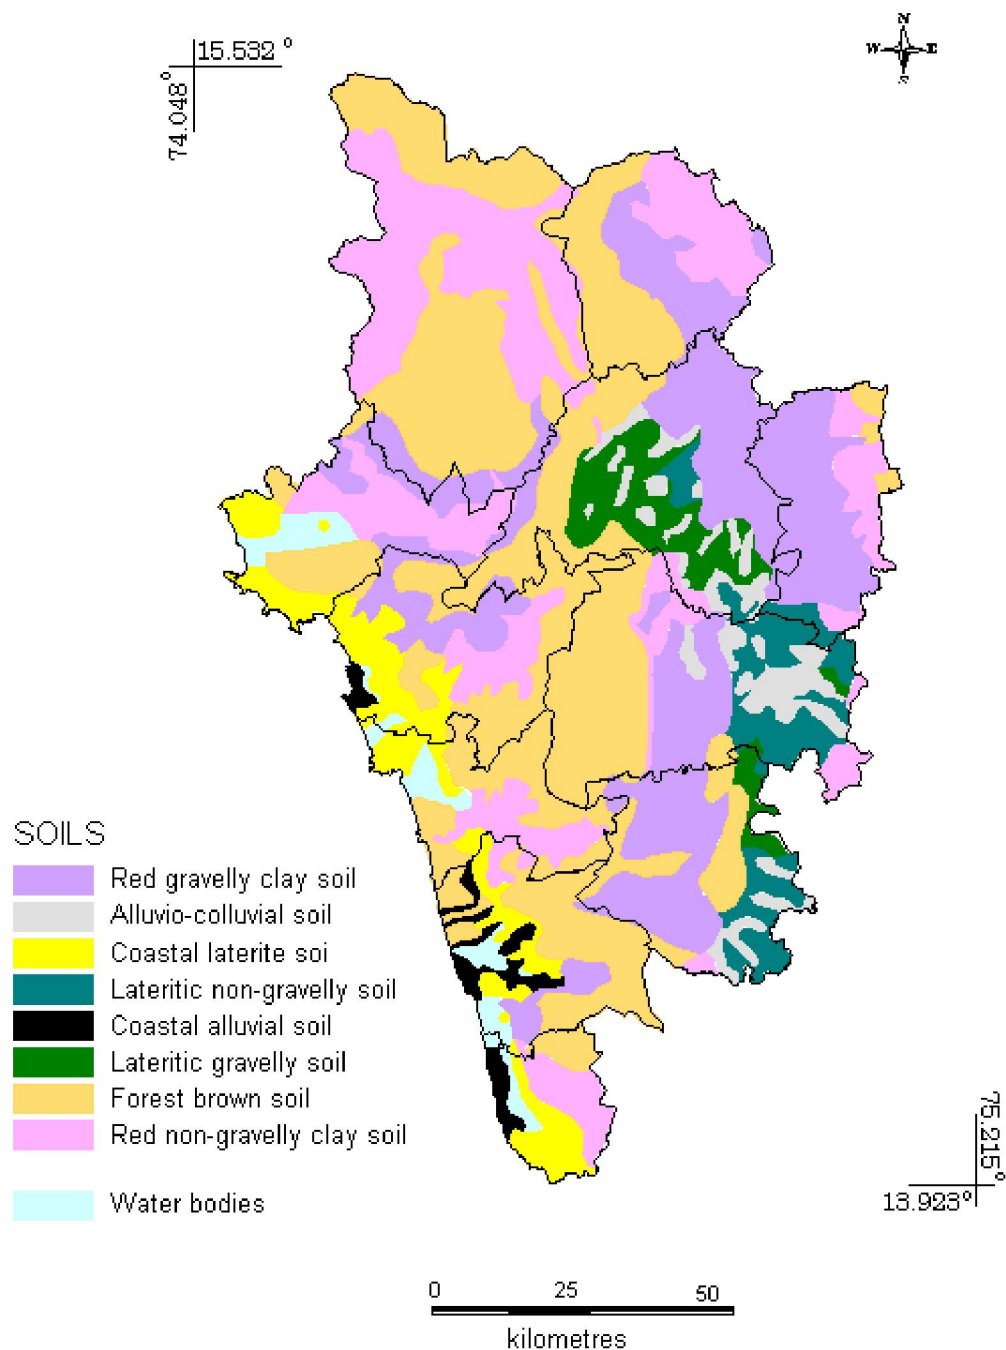 N
W E
15.532 °
74.048°
SOILS
Red gravelly clay soil
Alluvio-colluvial soil
Coastal laterite soi
Lateritic non-gravelly soil
Coastal alluvial soil
Lateritic gravelly soil
Forest brown soil
Red non-gravelly clay soil
Water bodies
75.215°
13.923°
0 25 50
kilometres